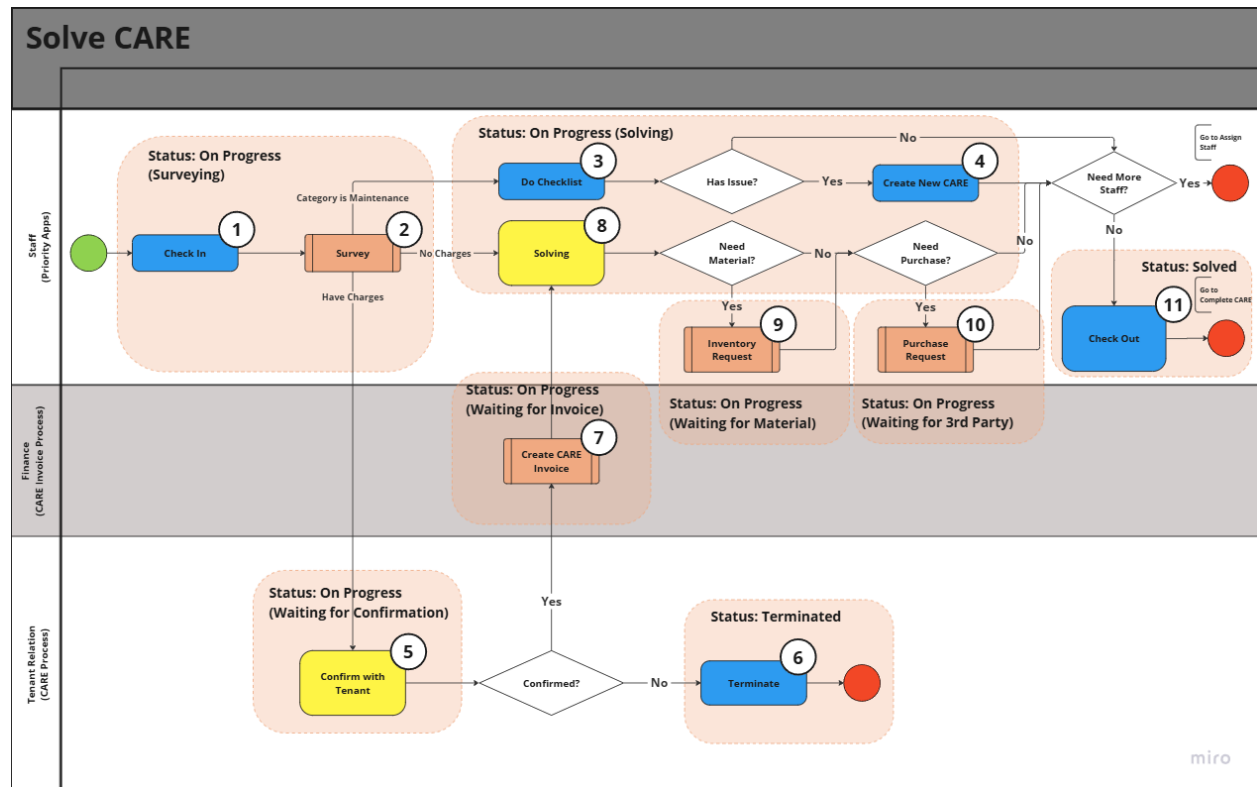 Solve CARE
Staff
(Priority Apps)
Status: On Progress
(Surveying)
1
Check In
2
Survey
Category is Maintenance
No Charges
Have Charges
Status: On Progress (Solving)
3
Do Checklist
Has Issue?
No
Yes
4
Create New CARE
8
Solving
Need
Material?
No
Yes
Need
Purchase?
No
Yes
9
Inventory
Request
10
Purchase
Request
Need More
Staff?
Yes
No
Go to Assign
Staff
Status: Solved
Go to
Complete CARE
11
Check Out
Status: On Progress
(Waiting for Material)
Status: On Progress
(Waiting for 3rd Party)
Finance
(CARE Invoice Process)
Status: On Progress
(Waiting for Invoice)
7
Create CARE
Invoice
Tenant Relation
(CARE Process)
Status: On Progress
(Waiting for Confirmation)
5
Confirm with
Tenant
Confirmed?
Yes
No
Status: Terminated
6
Terminate
miro